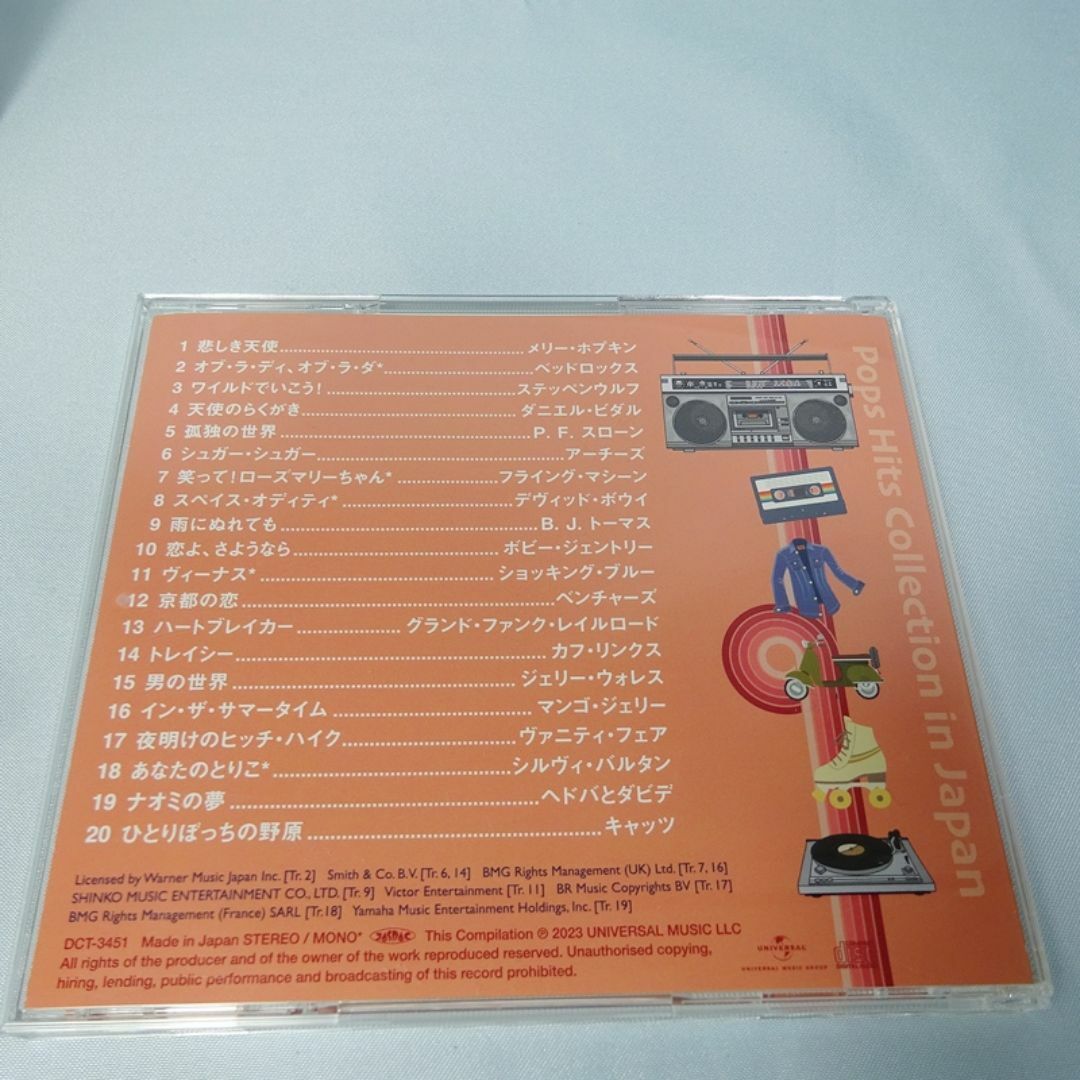 1 悲しき天使 メリー・ホプキン
2 オブ・ラ・ディ、オブ・ラ・ダ* ベッドロックス
3 ワイルドでいこう! ステッペンウルフ
4 天使のらくがき ダニエル・ビダル
5 孤独の世界 P. F. スローン
6 シュガー・シュガー アーチーズ
7 笑って!ローズマリーちゃん* フライング・マシーン
8 スペイス・オディティ* デヴィッド・ボウイ
9 雨にぬれても B. J. トーマス
10 恋よ、さようなら ボビー・ジェントリー
11 ヴィーナス* ショッキング・ブルー
12 京都の恋 ベンチャーズ
13 ハートブレイカー グランド・ファンク・レイルロード
14 トレイシー カフ・リンクス
15 男の世界 ジェリー・ウォレス
16 イン・ザ・サマータイム マンゴ・ジェリー
17 夜明けのヒッチ・ハイク ヴァニティ・フェア
18 あなたのとりこ* シルヴィ・バルタン
19 ナオミの夢 ヘドバとダビデ
20 ひとりぼっちの野原 キャッツ
Pops Hits Collection in Japan
Licensed by Warner Music Japan Inc. [Tr. 2] Smith & Co. B.V. [Tr. 6, 14] BMG Rights Management (UK) Ltd. [Tr. 7, 16]
SHINKO MUSIC ENTERTAINMENT CO., LTD. [Tr. 9] Victor Entertainment [Tr. 11] BR Music Copyrights BV [Tr. 17]
BMG Rights Management (France) SARL [Tr.18] Yamaha Music Entertainment Holdings, Inc. [Tr. 19]
DCT-3451 Made in Japan STEREO / MONO* JASRAC This Compilation ℗ 2023 UNIVERSAL MUSIC LLC
All rights of the producer and of the owner of the work reproduced reserved. Unauthorised copying,
hiring, lending, public performance and broadcasting of this record prohibited.
UNIVERSAL
UNIVERSAL MUSIC GROUP